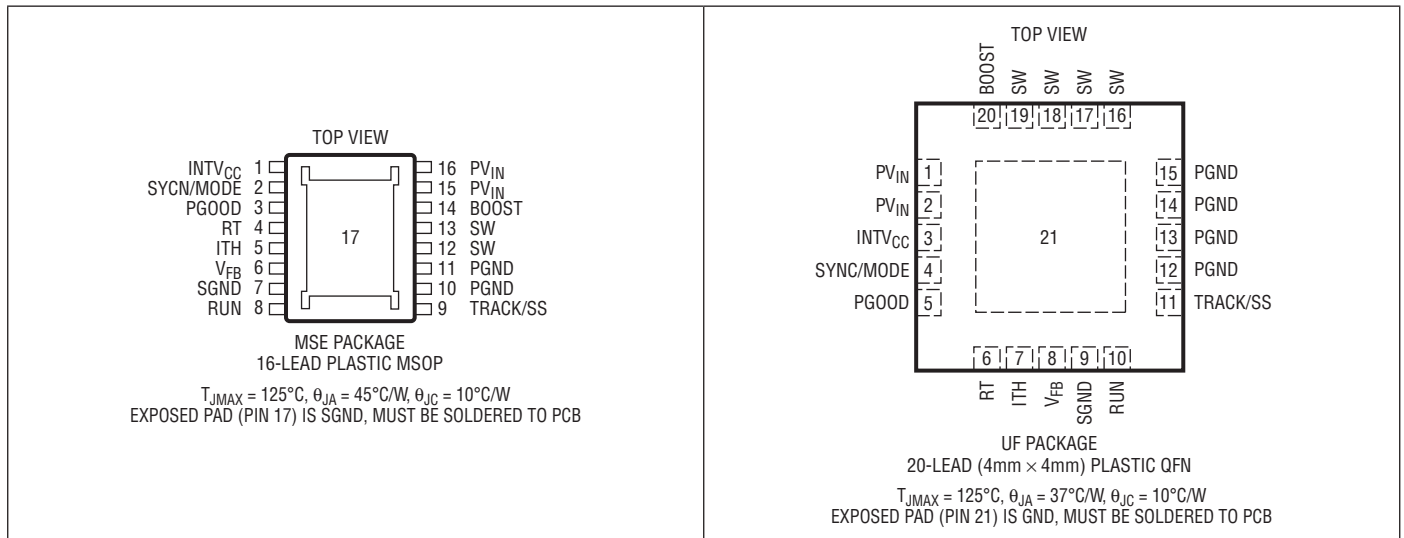 TOP VIEW
INTVCC 1
SYCN/MODE 2
PGOOD 3
RT 4
ITH 5
VFB 6
SGND 7
RUN 8
17
16 PVIN
15 PVIN
14 BOOST
13 SW
12 SW
11 PGND
10 PGND
9 TRACK/SS
MSE PACKAGE
16-LEAD PLASTIC MSOP
TJMAX = 125°C, θJA = 45°C/W, θJC = 10°C/W
EXPOSED PAD (PIN 17) IS SGND, MUST BE SOLDERED TO PCB
TOP VIEW
BOOST SW SW SW SW
20 19 18 17 16
PVIN 1
PVIN 2
INTVCC 3
SYNC/MODE 4
PGOOD 5
21
15 PGND
14 PGND
13 PGND
12 PGND
11 TRACK/SS
6 7 8 9 10
RT ITH VFB SGND RUN
UF PACKAGE
20-LEAD (4mm × 4mm) PLASTIC QFN
TJMAX = 125°C, θJA = 37°C/W, θJC = 10°C/W
EXPOSED PAD (PIN 21) IS GND, MUST BE SOLDERED TO PCB